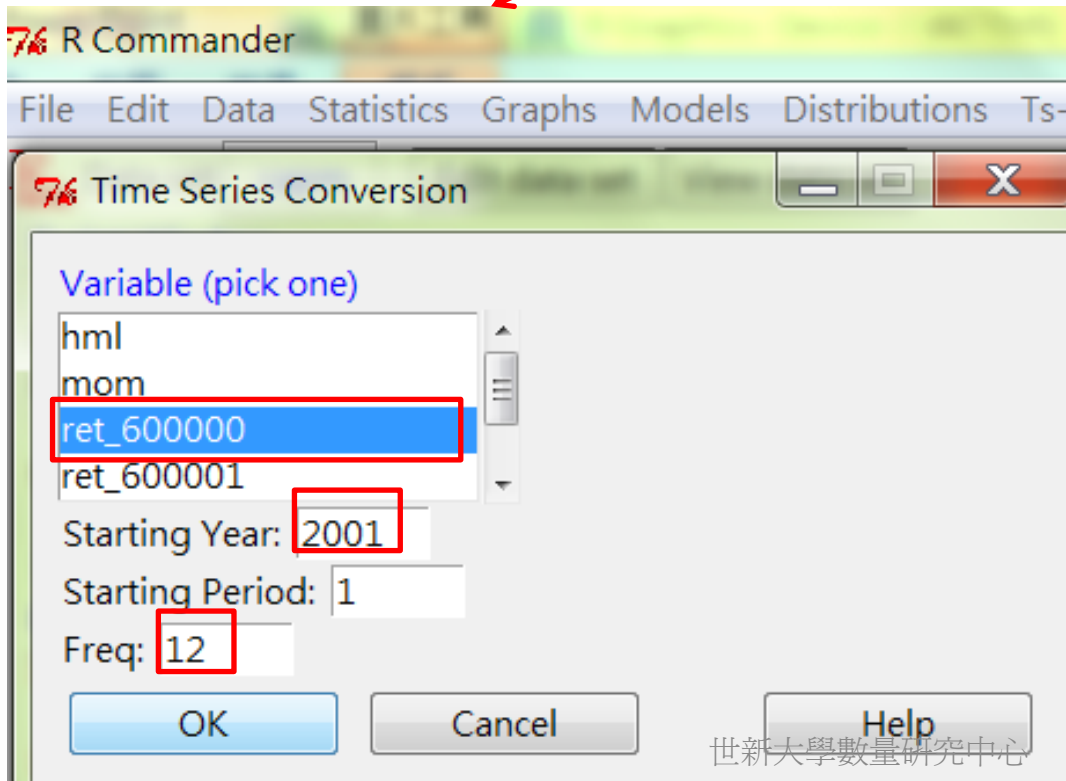 R Commander
File Edit Data Statistics Graphs Models Distributions Ts-
Time Series Conversion
Variable (pick one)
hml
mom
ret_600000
ret_600001
Starting Year: 2001
Starting Period: 1
Freq: 12
OK Cancel Help
世新大學數量研究中心